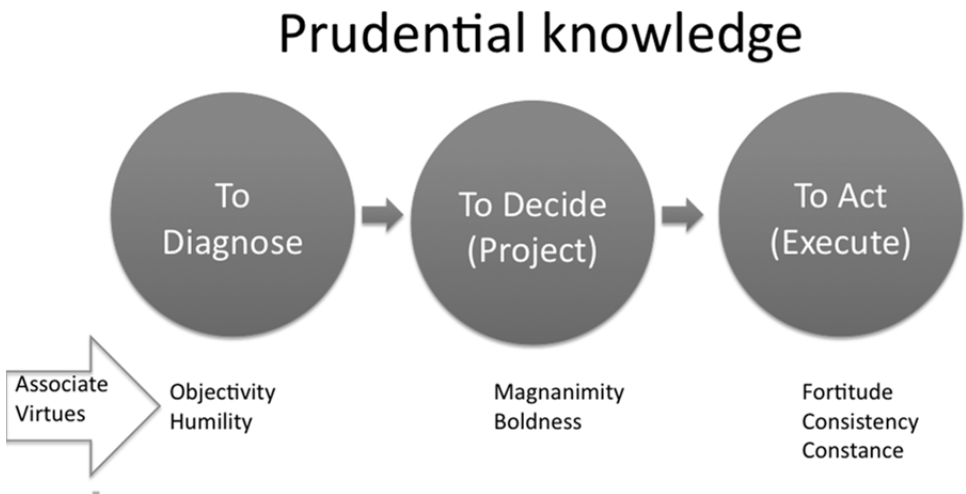 Prudential knowledge
To
Diagnose
To Decide
(Project)
To Act
(Execute)
Associate
Virtues
Objectivity
Humility
Magnanimity
Boldness
Fortitude
Consistency
Constance